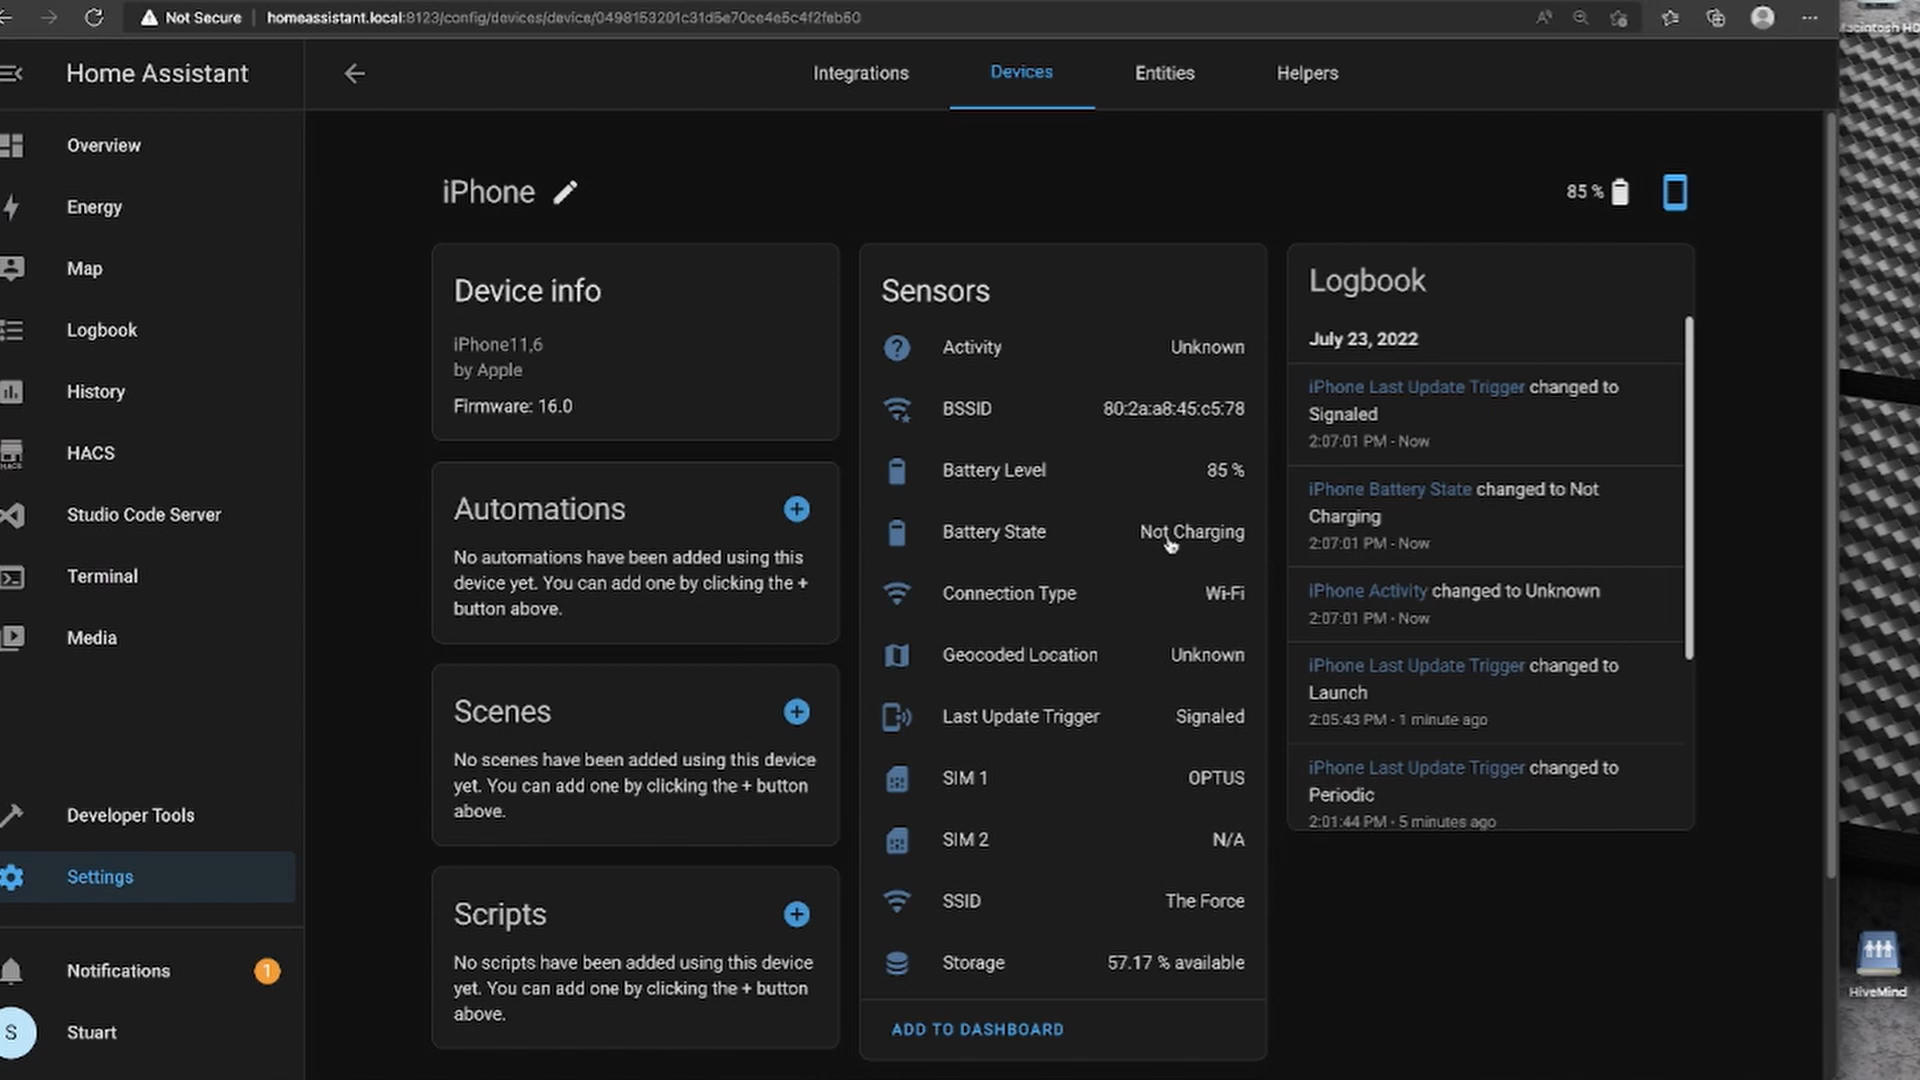 Not Secure
homeassistant.local:8123/config/devices/device/0498153201c31d5e70ce4e5c4f2feb50
Macintosh HD
Home Assistant
Integrations
Devices
Entities
Helpers
Overview
Energy
Map
Logbook
History
HACS
Studio Code Server
Terminal
Media
Developer Tools
Settings
Notifications
1
S
Stuart
iPhone
85 %
Device info
iPhone11,6
by Apple
Firmware: 16.0
Automations
No automations have been added using this
device yet. You can add one by clicking the +
button above.
Scenes
No scenes have been added using this device
yet. You can add one by clicking the + button
above.
Scripts
No scripts have been added using this device
yet. You can add one by clicking the + button
above.
Sensors
Activity Unknown
BSSID 80:2a:a8:45:c5:78
Battery Level 85 %
Battery State Not Charging
Connection Type Wi-Fi
Geocoded Location Unknown
Last Update Trigger Signaled
SIM 1 OPTUS
SIM 2 N/A
SSID The Force
Storage 57.17 % available
ADD TO DASHBOARD
Logbook
July 23, 2022
iPhone Last Update Trigger changed to
Signaled
2:07:01 PM - Now
iPhone Battery State changed to Not
Charging
2:07:01 PM - Now
iPhone Activity changed to Unknown
2:07:01 PM - Now
iPhone Last Update Trigger changed to
Launch
2:05:43 PM - 1 minute ago
iPhone Last Update Trigger changed to
Periodic
2:01:44 PM - 5 minutes ago
HiveMind